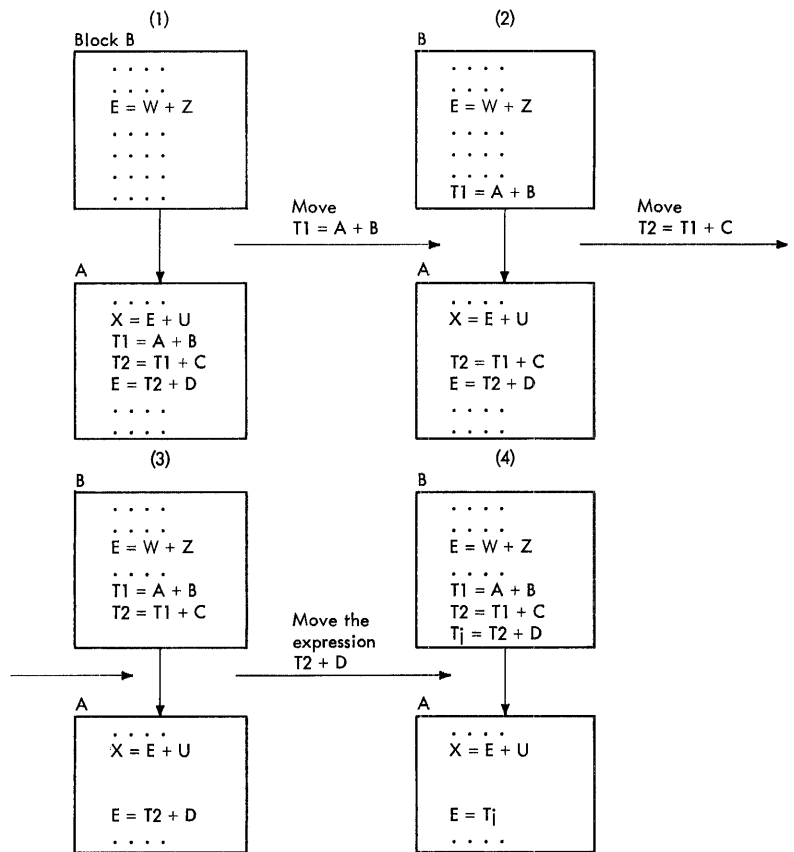 (1)
Block B
. . . .
. . . .
E = W + Z
. . . .
. . . .
. . . .
. . . .
Move
T1 = A + B
A
. . . .
X = E + U
T1 = A + B
T2 = T1 + C
E = T2 + D
. . . .
. . . .
(2)
B
. . . .
. . . .
E = W + Z
. . . .
. . . .
. . . .
T1 = A + B
Move
T2 = T1 + C
A
. . . .
X = E + U
T2 = T1 + C
E = T2 + D
. . . .
. . . .
(3)
B
. . . .
. . . .
E = W + Z
. . . .
T1 = A + B
T2 = T1 + C
Move the
expression
T2 + D
A
. . . .
X = E + U
E = T2 + D
. . . .
(4)
B
. . . .
. . . .
E = W + Z
. . . .
T1 = A + B
T2 = T1 + C
Tj = T2 + D
A
. . . .
X = E + U
E = Tj
. . . .